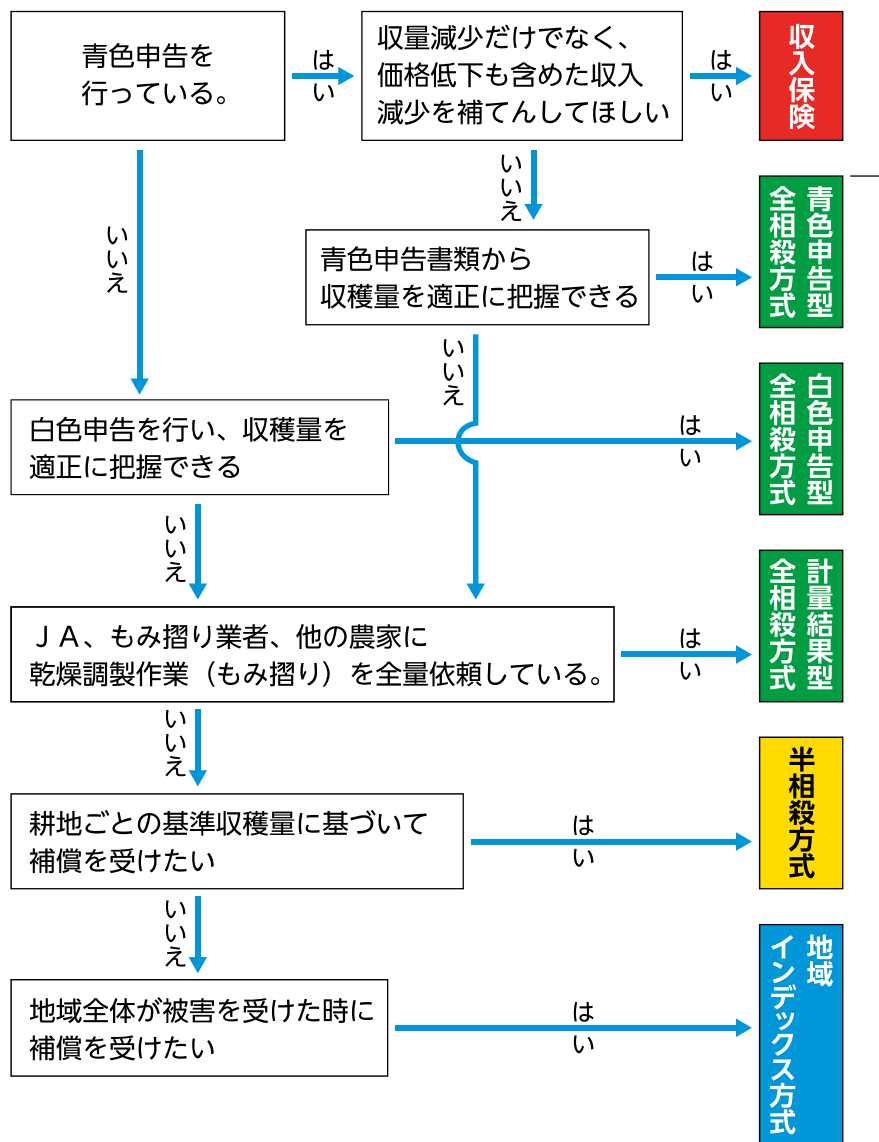 青色申告を
行っている。
はい
収量減少だけでなく、
価格低下も含めた収入
減少を補てんしてほしい
はい
収入保険
いいえ
いいえ
青色申告書類から
収穫量を適正に把握できる
はい
青色申告型
全相殺方式
いいえ
白色申告を行い、収穫量を
適正に把握できる
はい
白色申告型
全相殺方式
いいえ
ＪＡ、もみ摺り業者、他の農家に
乾燥調製作業（もみ摺り）を全量依頼している。
はい
計量結果型
全相殺方式
いいえ
耕地ごとの基準収穫量に基づいて
補償を受けたい
はい
半相殺方式
いいえ
地域全体が被害を受けた時に
補償を受けたい
はい
地域
インデックス方式